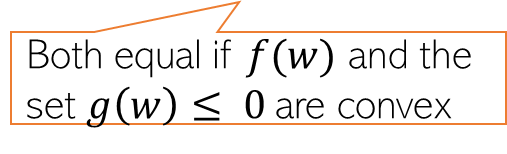 Both equal if f(w) and the
set g(w) ≤ 0 are convex